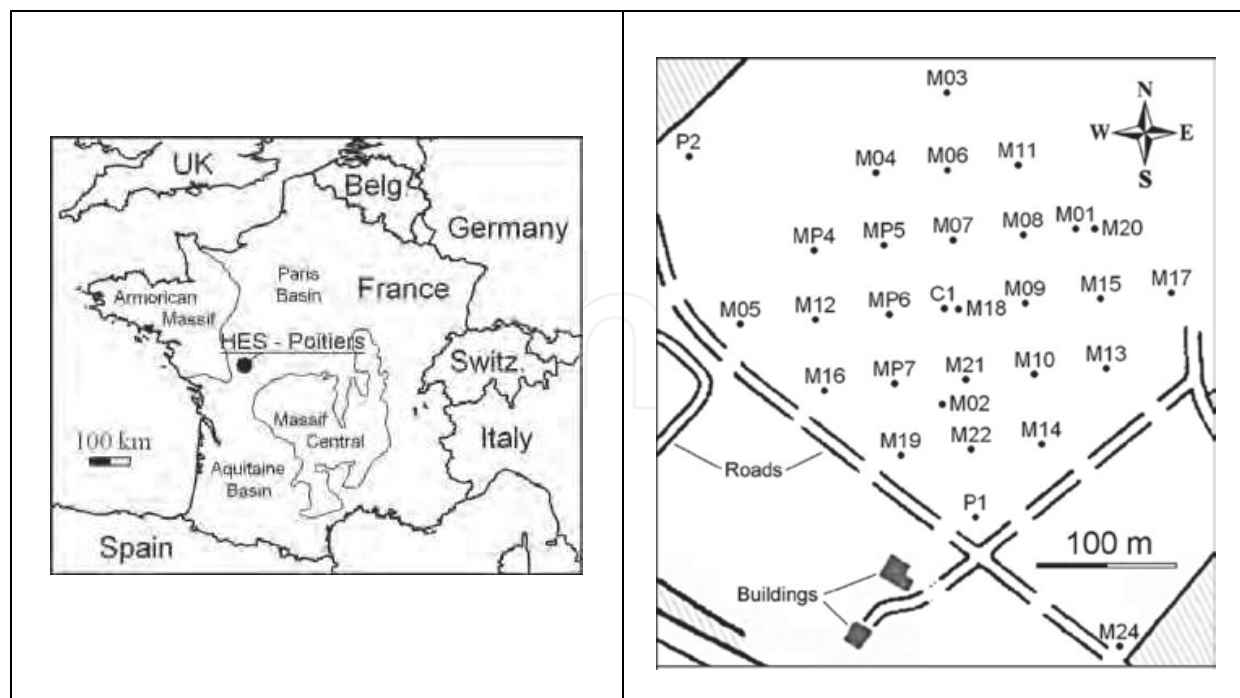 UK
Belg.
Germany
Paris
Basin
France
Armorican
Massif
HES - Poitiers
Switz.
Massif
Central
100 km
Italy
Aquitaine
Basin
Spain
M03
N
W E
S
P2
M04 M06 M11
MP4 MP5 M07 M08 M01 M20
M05 M12 MP6 C1 M18 M09 M15 M17
M16 MP7 M21 M10 M13
M02
M19 M22 M14
Roads
P1
100 m
Buildings
M24